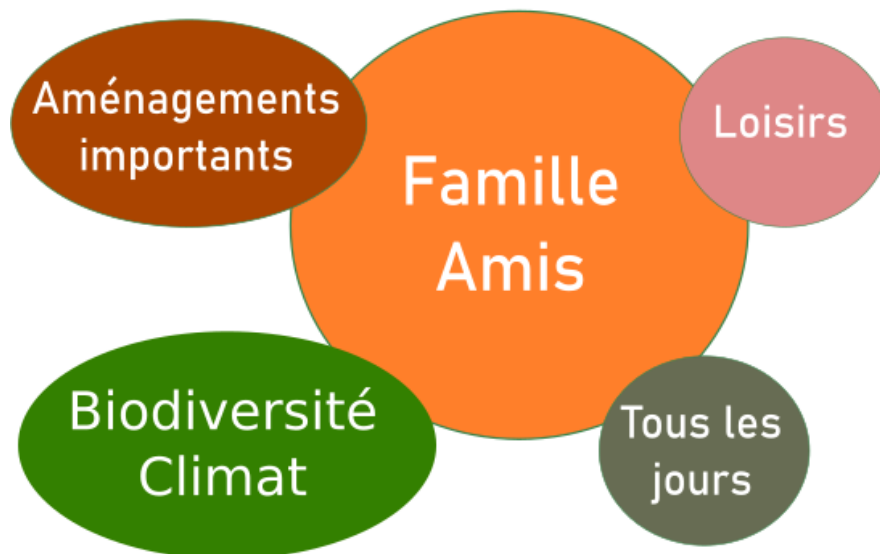 Aménagements
importants
Famille
Amis
Loisirs
Biodiversité
Climat
Tous les
jours